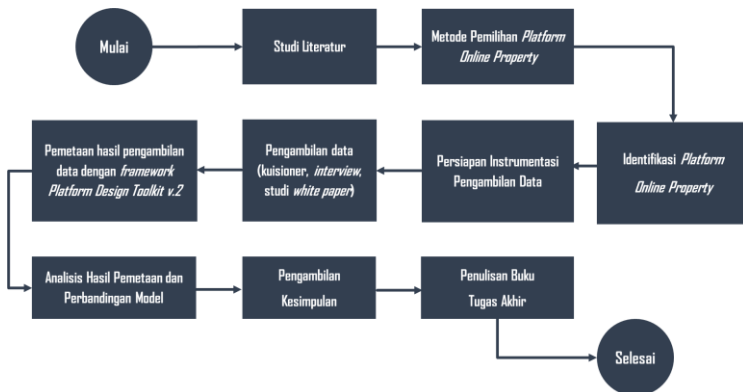 Mulai
Studi Literatur
Metode Pemilihan Platform
Online Property
Identifikasi Platform
Online Property
Persiapan Instrumentasi
Pengambilan Data
Pengambilan data
(kuisioner, interview,
studi white paper)
Pemetaan hasil pengambilan
data dengan framework
Platform Design Toolkit v.2
Analisis Hasil Pemetaan dan
Perbandingan Model
Pengambilan
Kesimpulan
Penulisan Buku
Tugas Akhir
Selesai